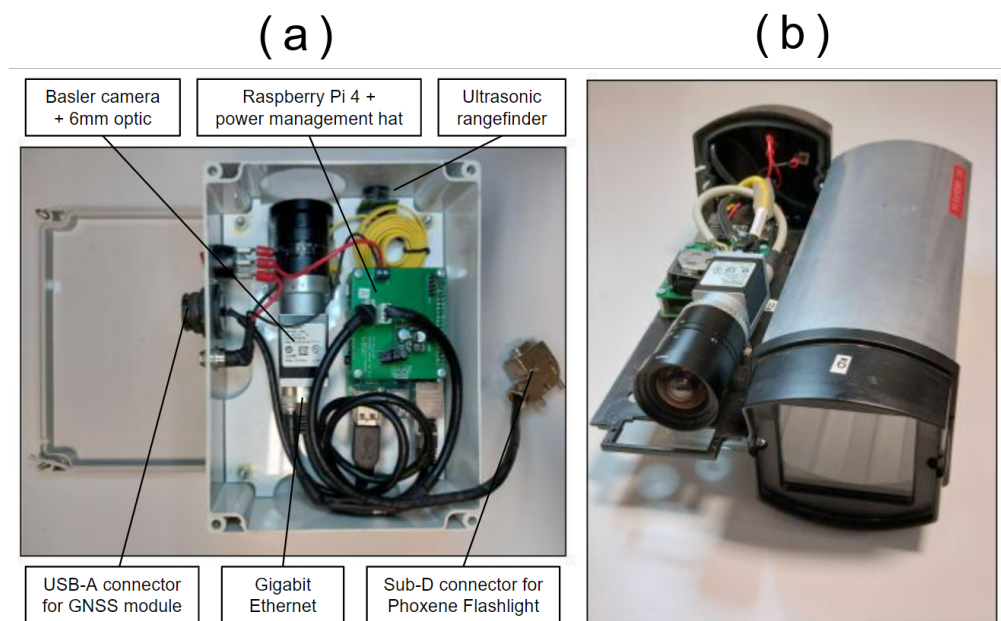 ( a )
( b )
Basler camera
+ 6mm optic
Raspberry Pi 4 +
power management hat
Ultrasonic
rangefinder
USB-A connector
for GNSS module
Gigabit
Ethernet
Sub-D connector for
Phoxene Flashlight